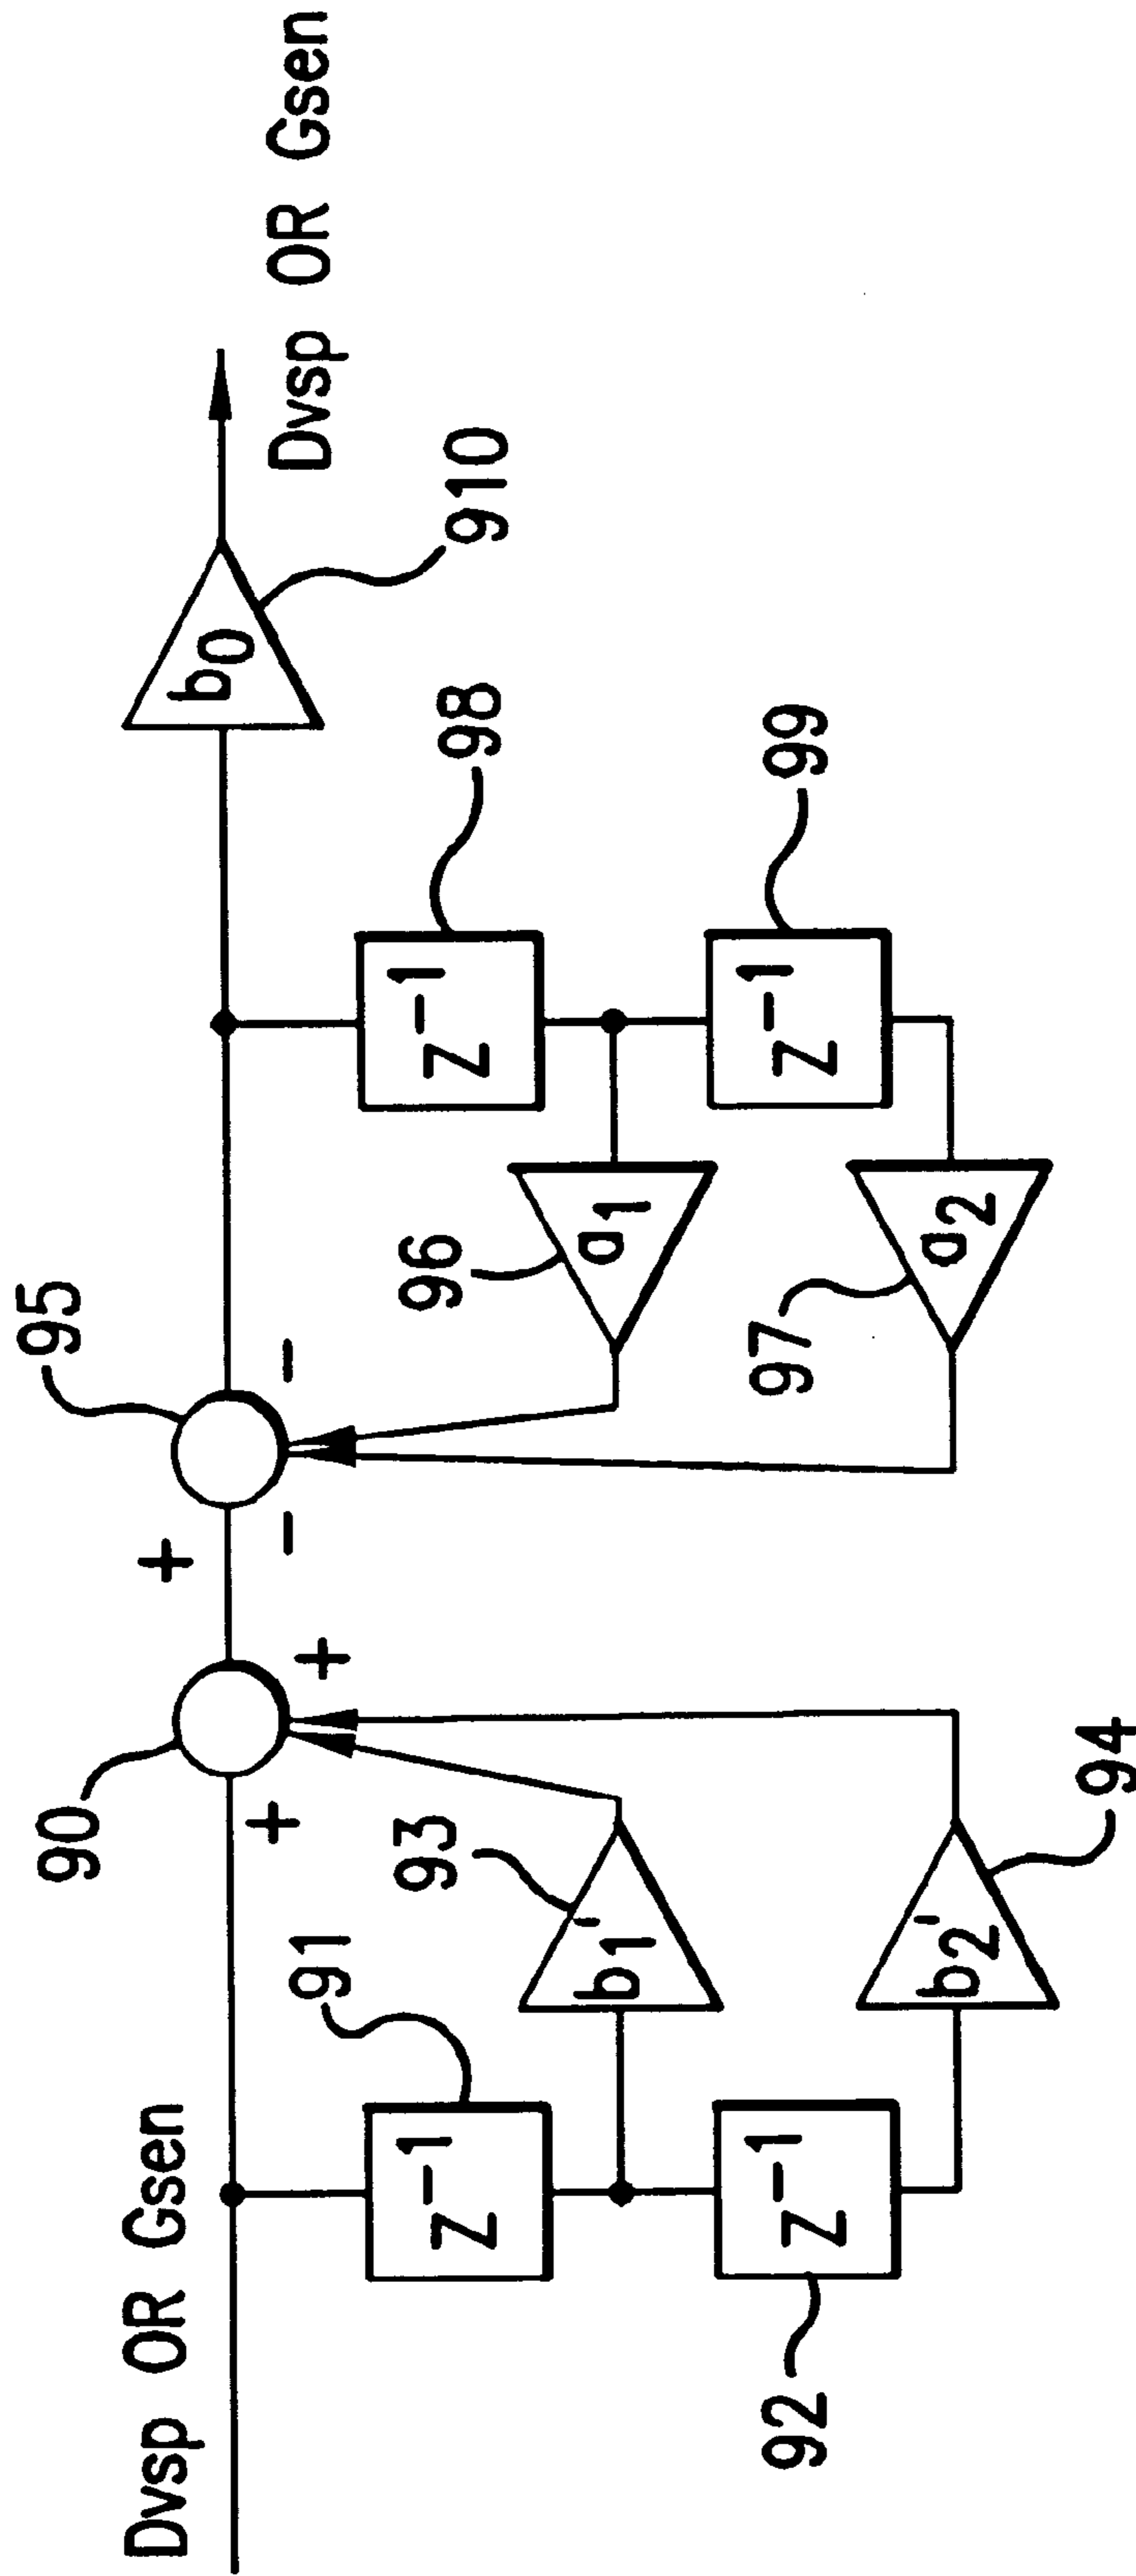 Dvsp OR Gsen
90
+
+
+
95
-
-
b0
910
Dvsp OR Gsen
91
z-1
93
b1'
92
z-1
94
b2'
96
a1
98
z-1
97
a2
99
z-1